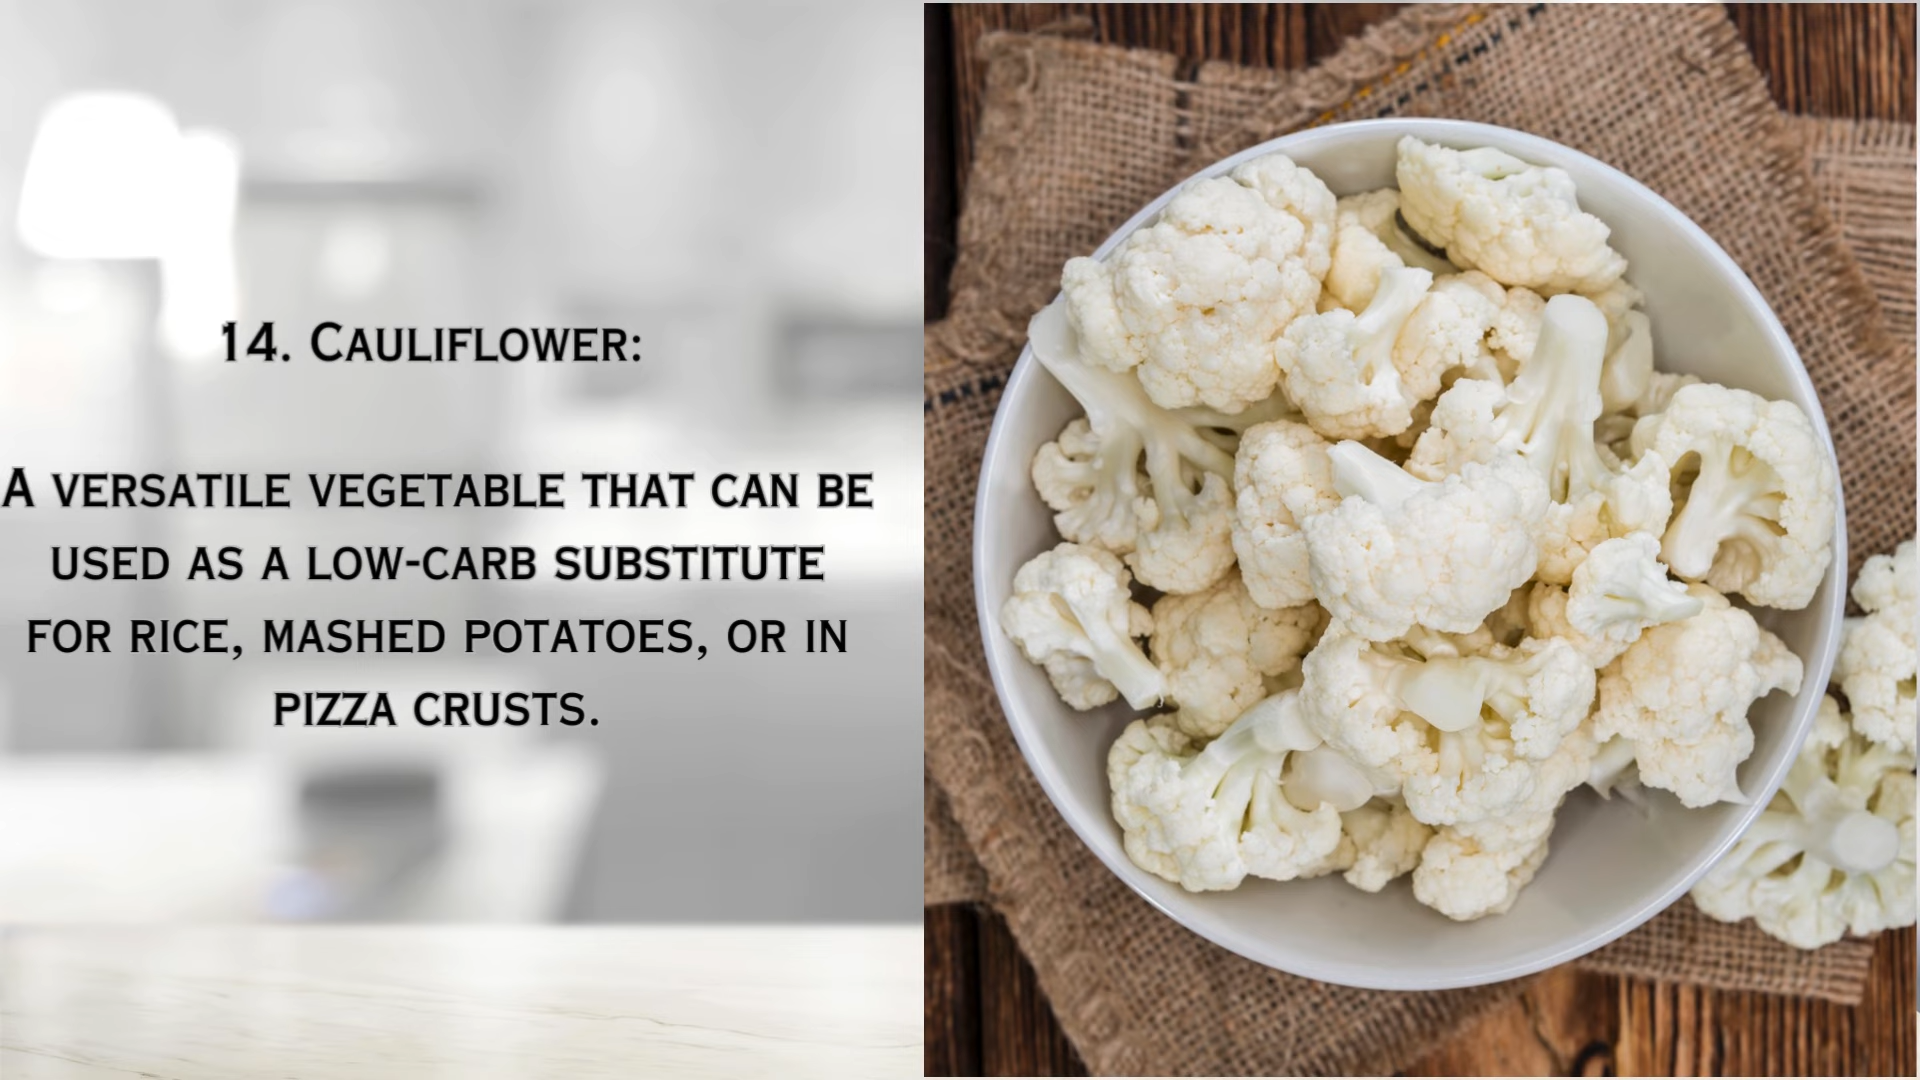 14. Cauliflower:
A versatile vegetable that can be
used as a low-carb substitute
for rice, mashed potatoes, or in
pizza crusts.